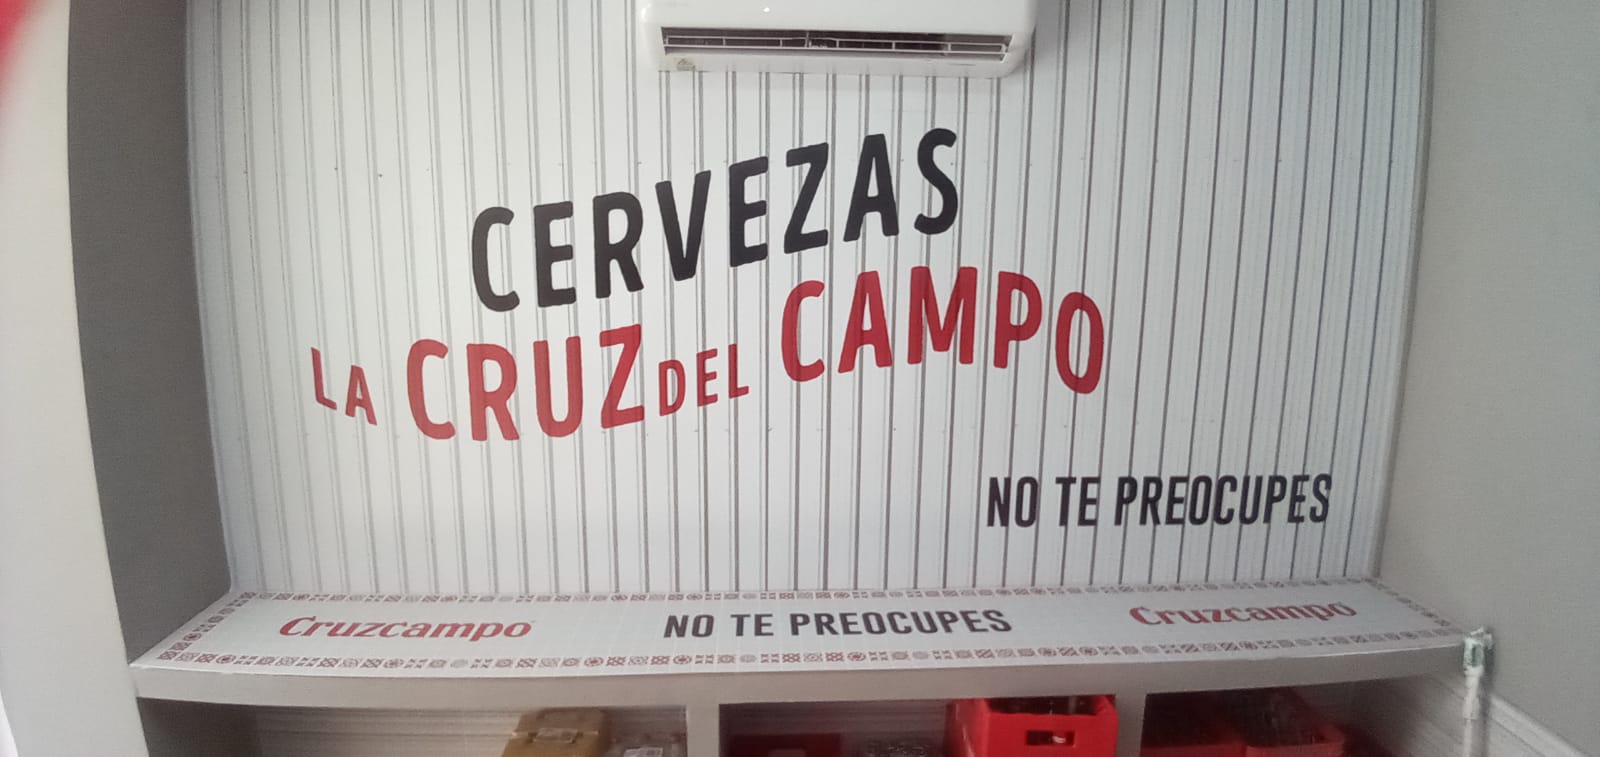 CERVEZAS
LA CRUZ DEL CAMPO
NO TE PREOCUPES
Cruzcampo NO TE PREOCUPES Cruzcampo